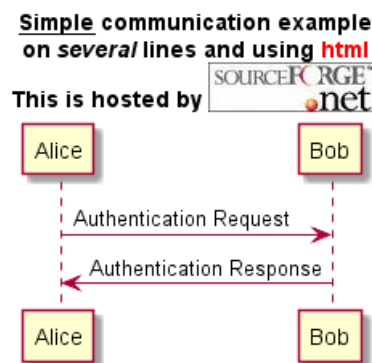 Simple communication example
on several lines and using html
This is hosted by SOURCEFORGE.net
Alice Bob
Authentication Request
Authentication Response
Alice Bob